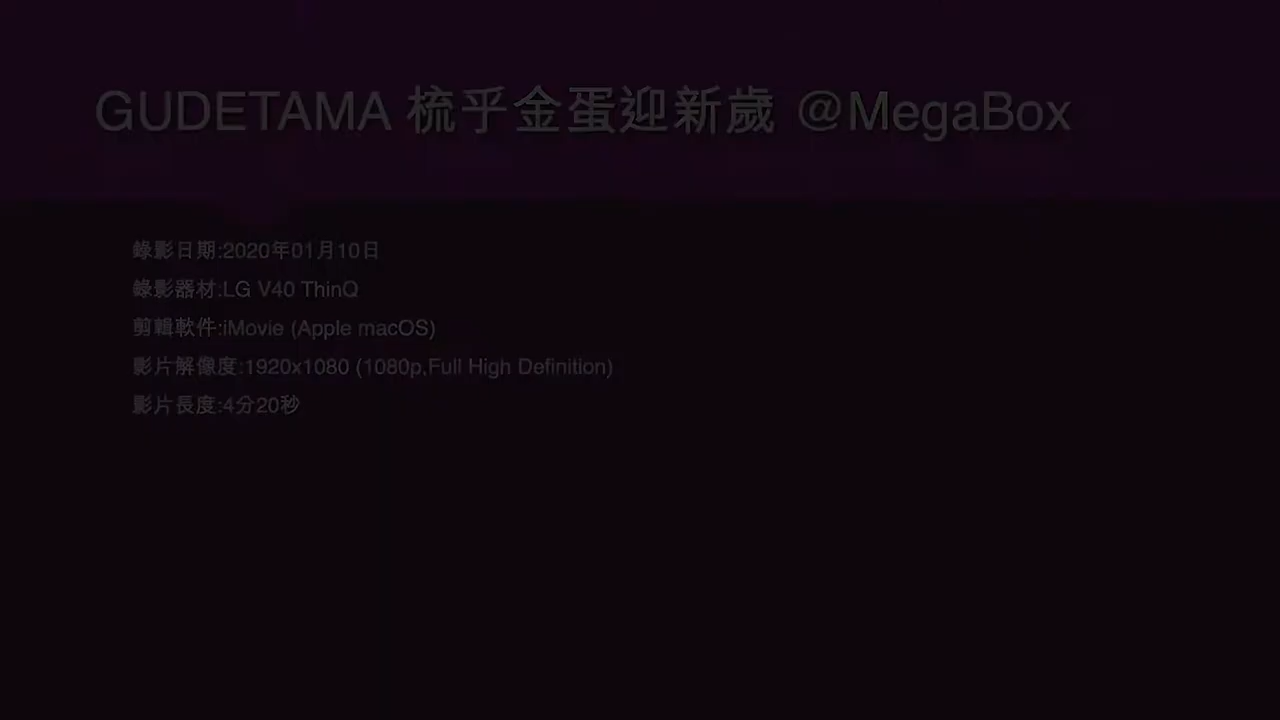 GUDETAMA 梳乎金蛋迎新歲 @MegaBox
錄影日期:2020年01月10日
錄影器材:LG V40 ThinQ
剪輯軟件:iMovie (Apple macOS)
影片解像度:1920x1080 (1080p,Full High Definition)
影片長度:4分20秒